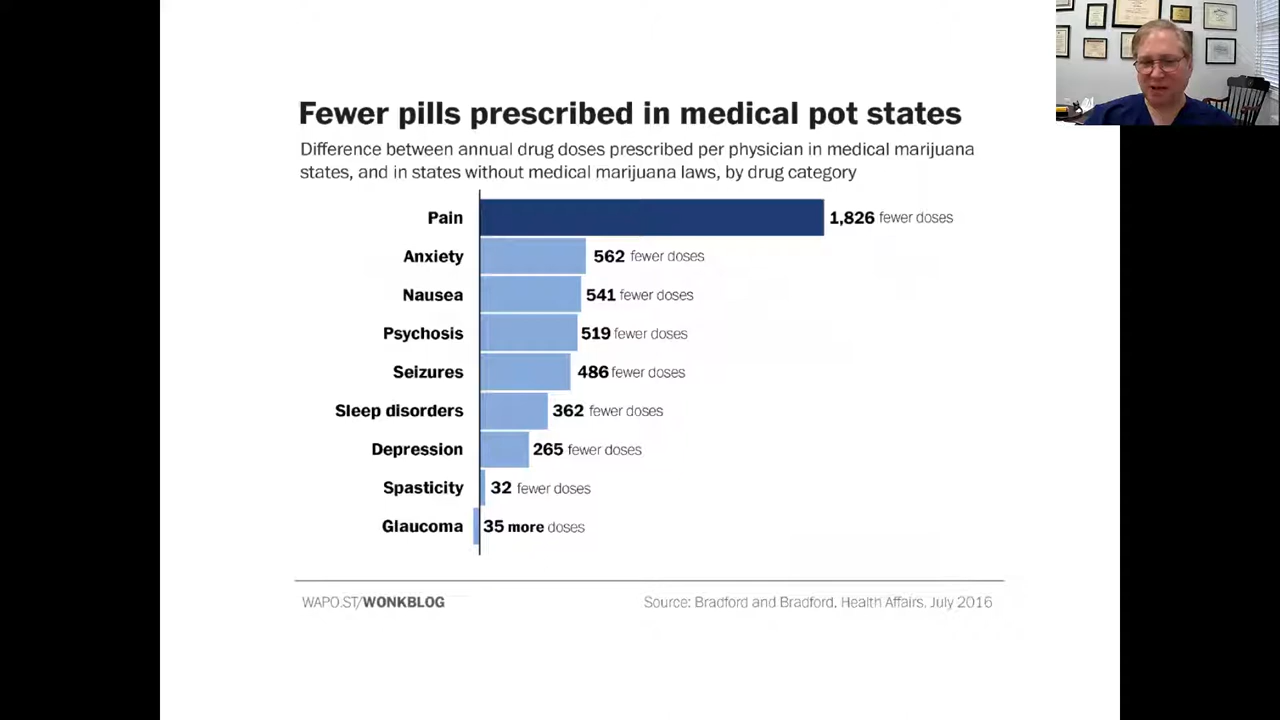 Fewer pills prescribed in medical pot states
Difference between annual drug doses prescribed per physician in medical marijuana
states, and in states without medical marijuana laws, by drug category
Pain 1,826 fewer doses
Anxiety 562 fewer doses
Nausea 541 fewer doses
Psychosis 519 fewer doses
Seizures 486 fewer doses
Sleep disorders 362 fewer doses
Depression 265 fewer doses
Spasticity 32 fewer doses
Glaucoma 35 more doses
WAPO.ST/WONKBLOG Source: Bradford and Bradford, Health Affairs, July 2016